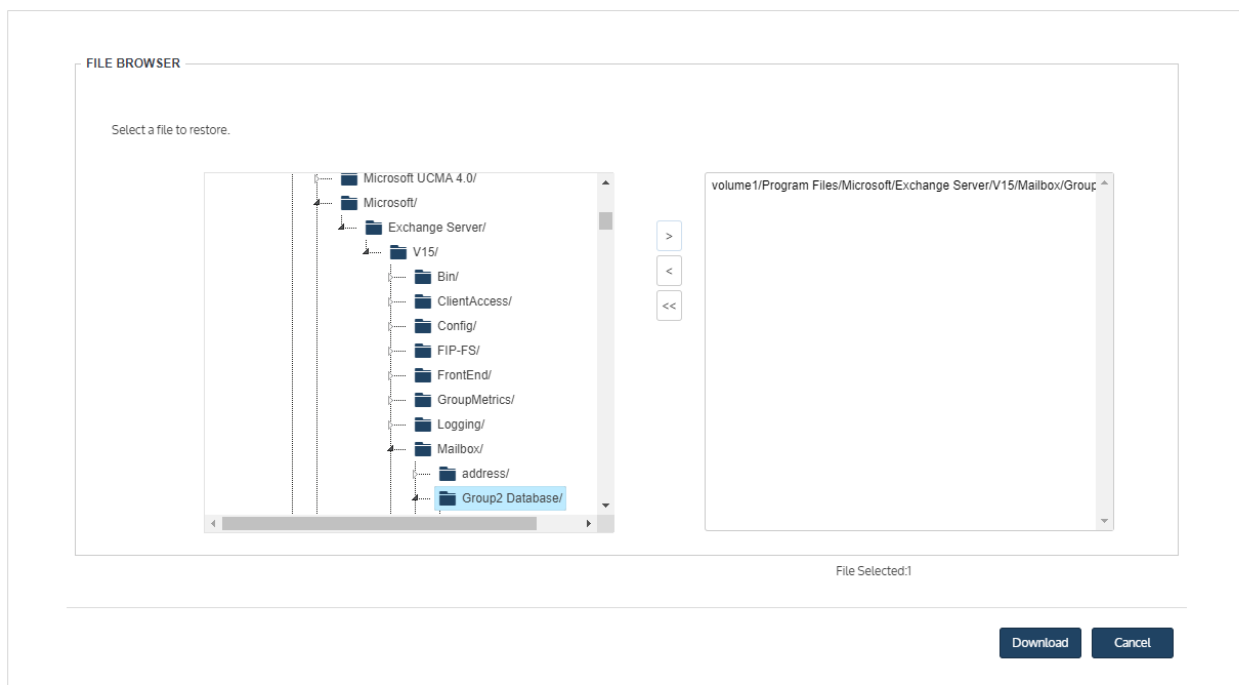 FILE BROWSER
Select a file to restore.
Microsoft UCMA 4.0/
Microsoft/
Exchange Server/
V15/
Bin/
ClientAccess/
Config/
FIP-FS/
FrontEnd/
GroupMetrics/
Logging/
Mailbox/
address/
Group2 Database/
>
<
<<
volume1/Program Files/Microsoft/Exchange Server/V15/Mailbox/Group
File Selected:1
Download Cancel